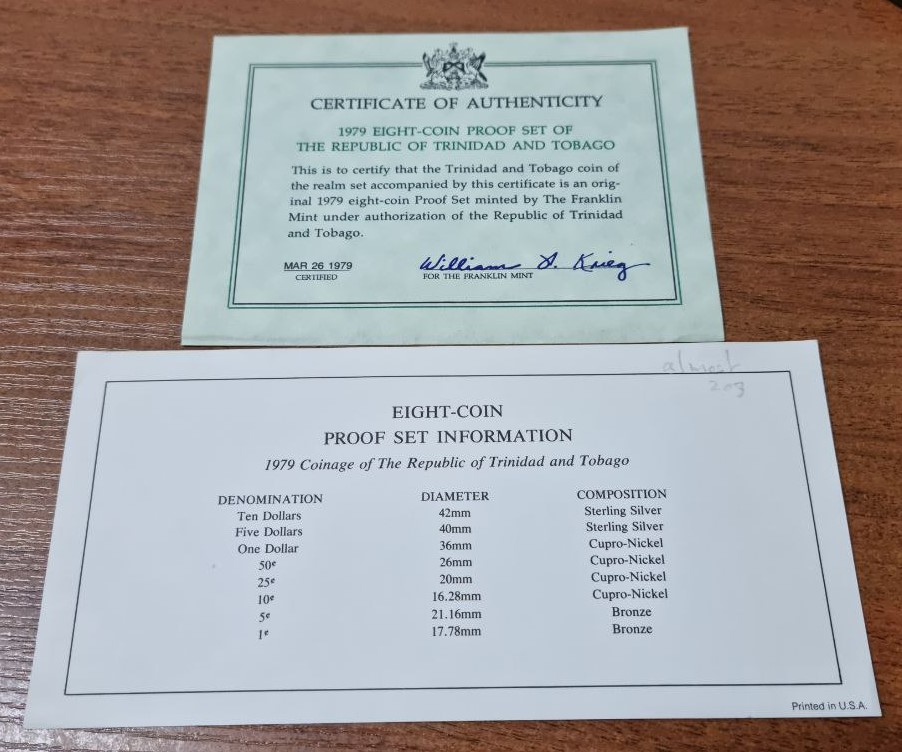 CERTIFICATE OF AUTHENTICITY
1979 EIGHT-COIN PROOF SET OF
THE REPUBLIC OF TRINIDAD AND TOBAGO
This is to certify that the Trinidad and Tobago coin of
the realm set accompanied by this certificate is an orig-
inal 1979 eight-coin Proof Set minted by The Franklin
Mint under authorization of the Republic of Trinidad
and Tobago.
MAR 26 1979
CERTIFIED
William A. Krieg
FOR THE FRANKLIN MINT
almost
2oz
EIGHT-COIN
PROOF SET INFORMATION
1979 Coinage of The Republic of Trinidad and Tobago
DENOMINATION DIAMETER COMPOSITION
Ten Dollars 42mm Sterling Silver
Five Dollars 40mm Sterling Silver
One Dollar 36mm Cupro-Nickel
50¢ 26mm Cupro-Nickel
25¢ 20mm Cupro-Nickel
10¢ 16.28mm Cupro-Nickel
5¢ 21.16mm Bronze
1¢ 17.78mm Bronze
Printed in U.S.A.